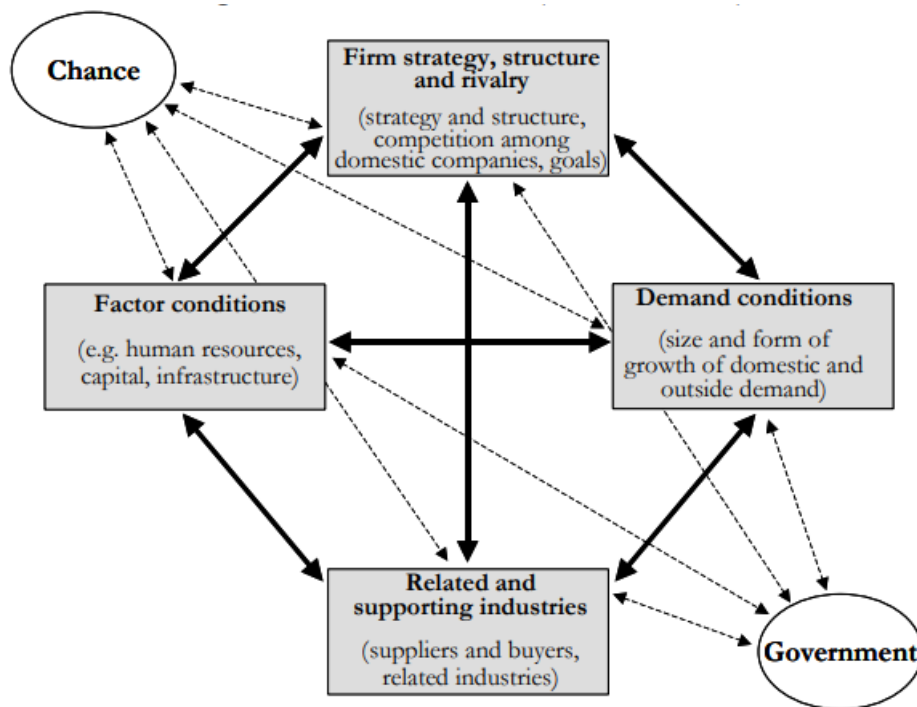 Chance
Firm strategy, structure
and rivalry
(strategy and structure,
competition among
domestic companies, goals)
Factor conditions
(e.g. human resources,
capital, infrastructure)
Demand conditions
(size and form of
growth of domestic and
outside demand)
Related and
supporting industries
(suppliers and buyers,
related industries)
Government